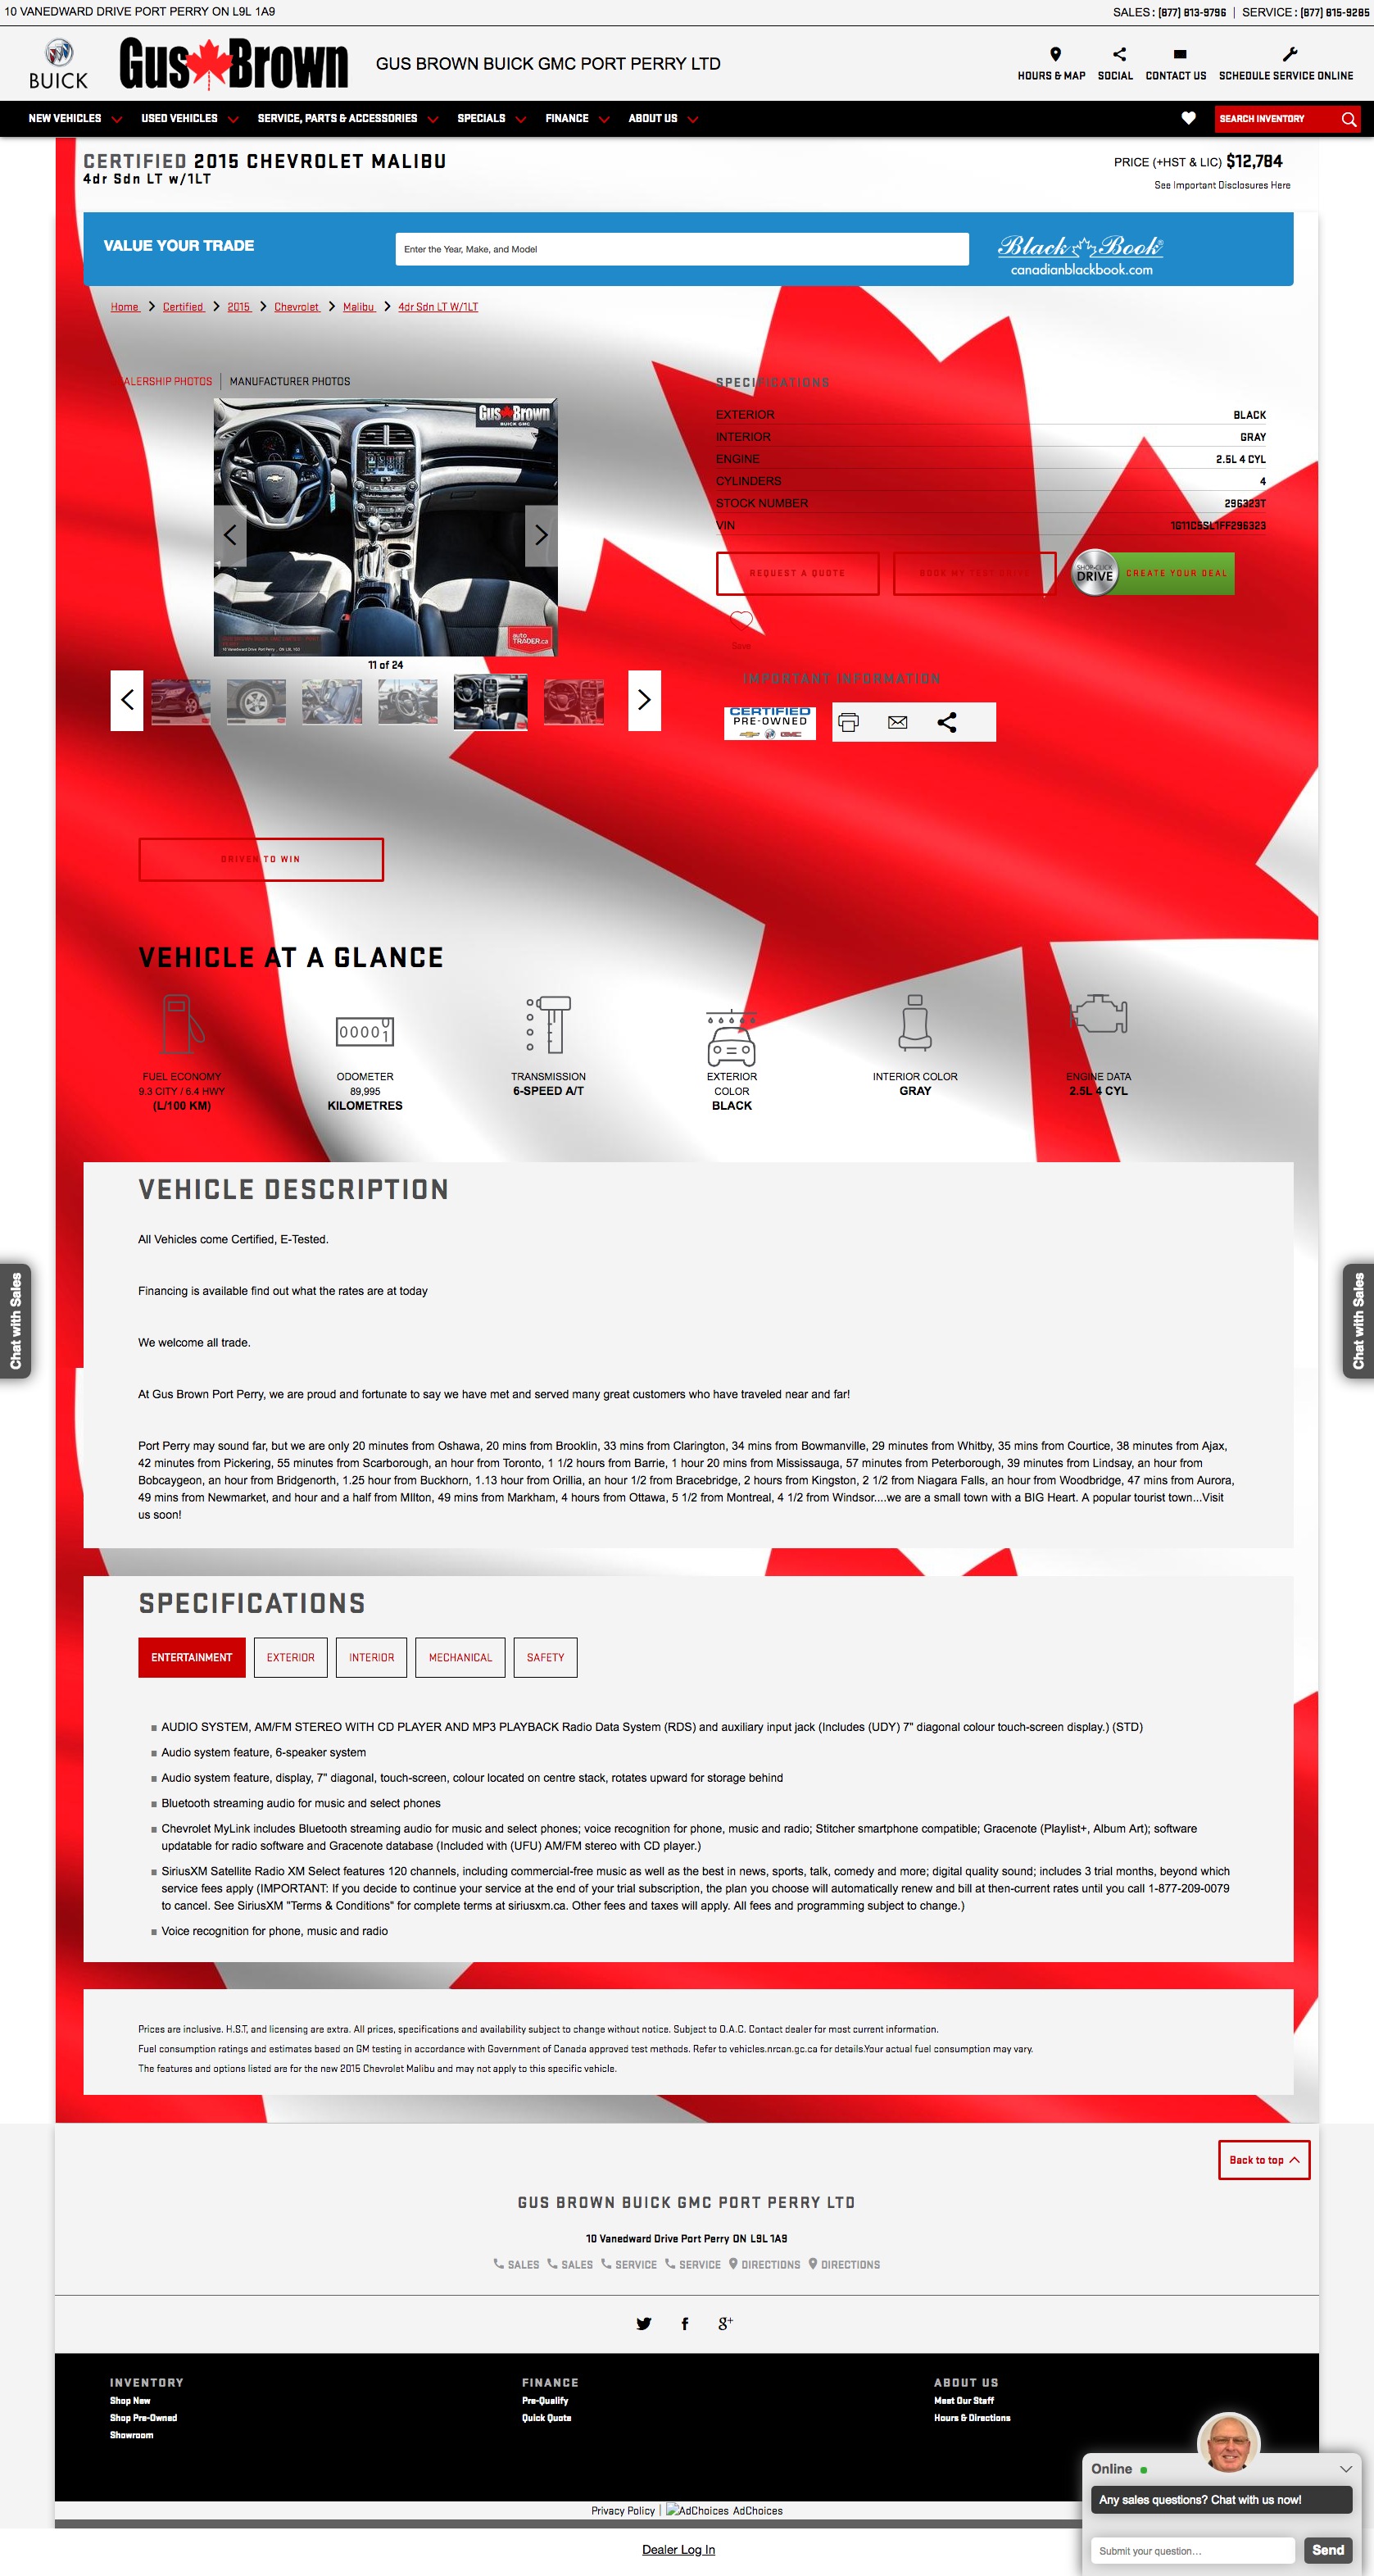 10 VANEDWARD DRIVE PORT PERRY ON L9L 1A9
SALES : (877) 813-9796 | SERVICE : (877) 815-9285
BUICK
Gus Brown
GUS BROWN BUICK GMC PORT PERRY LTD
HOURS & MAP
SOCIAL
CONTACT US
SCHEDULE SERVICE ONLINE
NEW VEHICLES
USED VEHICLES
SERVICE, PARTS & ACCESSORIES
SPECIALS
FINANCE
ABOUT US
SEARCH INVENTORY
CERTIFIED 2015 CHEVROLET MALIBU
4dr Sdn LT w/1LT
PRICE (+HST & LIC) $12,784
See Important Disclosures Here
VALUE YOUR TRADE
Enter the Year, Make, and Model
Black Book
canadianblackbook.com
Home > Certified > 2015 > Chevrolet > Malibu > 4dr Sdn LT W/1LT
ALERSHIP PHOTOS | MANUFACTURER PHOTOS
Gus Brown
BUICK GMC
auto TRADER.ca
11 of 24
SPECIFICATIONS
EXTERIOR BLACK
INTERIOR GRAY
ENGINE 2.5L 4 CYL
CYLINDERS 4
STOCK NUMBER 296323T
VIN 1G11C5SL1FF296323
REQUEST A QUOTE
BOOK MY TEST DRIVE
SHOP·CLICK DRIVE
CREATE YOUR DEAL
Save
IMPORTANT INFORMATION
CERTIFIED
PRE-OWNED
GMC
DRIVEN TO WIN
VEHICLE AT A GLANCE
FUEL ECONOMY
9.3 CITY / 6.4 HWY
(L/100 KM)
ODOMETER
89,995
KILOMETRES
TRANSMISSION
6-SPEED A/T
EXTERIOR
COLOR
BLACK
INTERIOR COLOR
GRAY
ENGINE DATA
2.5L 4 CYL
VEHICLE DESCRIPTION
All Vehicles come Certified, E-Tested.
Financing is available find out what the rates are at today
We welcome all trade.
At Gus Brown Port Perry, we are proud and fortunate to say we have met and served many great customers who have traveled near and far!
Port Perry may sound far, but we are only 20 minutes from Oshawa, 20 mins from Brooklin, 33 mins from Clarington, 34 mins from Bowmanville, 29 minutes from Whitby, 35 mins from Courtice, 38 minutes from Ajax,
42 minutes from Pickering, 55 minutes from Scarborough, an hour from Toronto, 1 1/2 hours from Barrie, 1 hour 20 mins from Mississauga, 57 minutes from Peterborough, 39 minutes from Lindsay, an hour from
Bobcaygeon, an hour from Bridgenorth, 1.25 hour from Buckhorn, 1.13 hour from Orillia, an hour 1/2 from Bracebridge, 2 hours from Kingston, 2 1/2 from Niagara Falls, an hour from Woodbridge, 47 mins from Aurora,
49 mins from Newmarket, and hour and a half from MIlton, 49 mins from Markham, 4 hours from Ottawa, 5 1/2 from Montreal, 4 1/2 from Windsor....we are a small town with a BIG Heart. A popular tourist town...Visit
us soon!
Chat with Sales
Chat with Sales
SPECIFICATIONS
ENTERTAINMENT
EXTERIOR
INTERIOR
MECHANICAL
SAFETY
AUDIO SYSTEM, AM/FM STEREO WITH CD PLAYER AND MP3 PLAYBACK Radio Data System (RDS) and auxiliary input jack (Includes (UDY) 7" diagonal colour touch-screen display.) (STD)
Audio system feature, 6-speaker system
Audio system feature, display, 7" diagonal, touch-screen, colour located on centre stack, rotates upward for storage behind
Bluetooth streaming audio for music and select phones
Chevrolet MyLink includes Bluetooth streaming audio for music and select phones; voice recognition for phone, music and radio; Stitcher smartphone compatible; Gracenote (Playlist+, Album Art); software
updatable for radio software and Gracenote database (Included with (UFU) AM/FM stereo with CD player.)
SiriusXM Satellite Radio XM Select features 120 channels, including commercial-free music as well as the best in news, sports, talk, comedy and more; digital quality sound; includes 3 trial months, beyond which
service fees apply (IMPORTANT: If you decide to continue your service at the end of your trial subscription, the plan you choose will automatically renew and bill at then-current rates until you call 1-877-209-0079
to cancel. See SiriusXM "Terms & Conditions" for complete terms at siriusxm.ca. Other fees and taxes will apply. All fees and programming subject to change.)
Voice recognition for phone, music and radio
Prices are inclusive. H.S.T, and licensing are extra. All prices, specifications and availability subject to change without notice. Subject to O.A.C. Contact dealer for most current information.
Fuel consumption ratings and estimates based on GM testing in accordance with Government of Canada approved test methods. Refer to vehicles.nrcan.gc.ca for details.Your actual fuel consumption may vary.
The features and options listed are for the new 2015 Chevrolet Malibu and may not apply to this specific vehicle.
Back to top
GUS BROWN BUICK GMC PORT PERRY LTD
10 Vanedward Drive Port Perry ON L9L 1A9
SALES SALES SERVICE SERVICE DIRECTIONS DIRECTIONS
INVENTORY
Shop New
Shop Pre-Owned
Showroom
FINANCE
Pre-Qualify
Quick Quote
ABOUT US
Meet Our Staff
Hours & Directions
Online
Any sales questions? Chat with us now!
Submit your question...
Send
Privacy Policy | AdChoices AdChoices
Dealer Log In